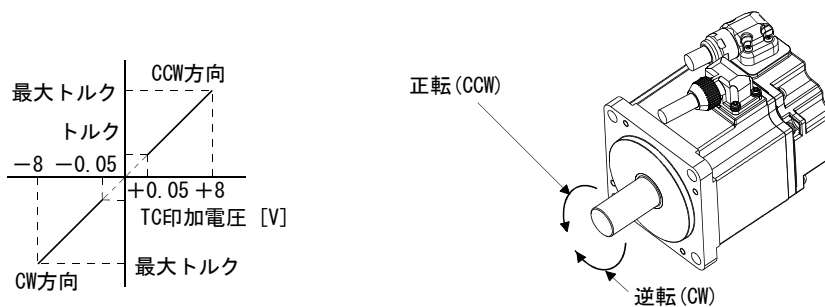 CCW方向
最大トルク
トルク
－8 －0.05
＋0.05 ＋8
TC印加電圧 [V]
最大トルク
CW方向
正転(CCW)
逆転(CW)